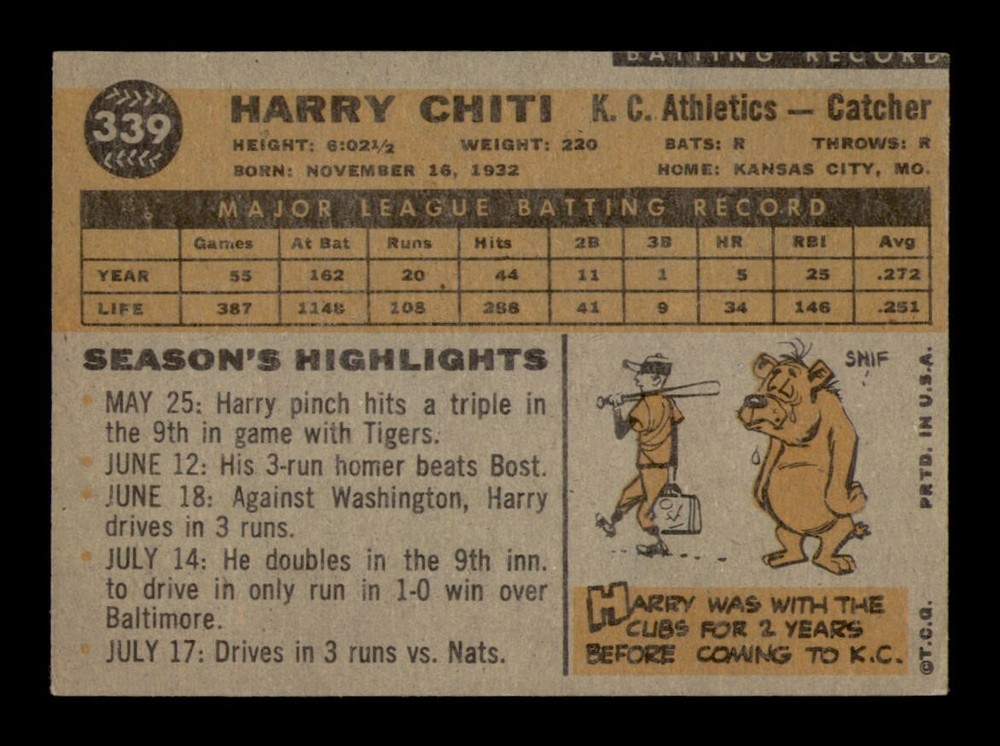 BATTING RECORD
339
HARRY CHITI K. C. Athletics — Catcher
HEIGHT: 6:02½ WEIGHT: 220 BATS: R THROWS: R
BORN: NOVEMBER 16, 1932 HOME: KANSAS CITY, MO.
MAJOR LEAGUE BATTING RECORD
Games At Bat Runs Hits 2B 3B HR RBI Avg
YEAR 55 162 20 44 11 1 5 25 .272
LIFE 387 1148 108 288 41 9 34 146 .251
SEASON'S HIGHLIGHTS
MAY 25: Harry pinch hits a triple in
the 9th in game with Tigers.
JUNE 12: His 3-run homer beats Bost.
JUNE 18: Against Washington, Harry
drives in 3 runs.
JULY 14: He doubles in the 9th inn.
to drive in only run in 1-0 win over
Baltimore.
JULY 17: Drives in 3 runs vs. Nats.
SNIF
HARRY WAS WITH THE
CUBS FOR 2 YEARS
BEFORE COMING TO K.C.
©T.C.G. PRTD. IN U.S.A.